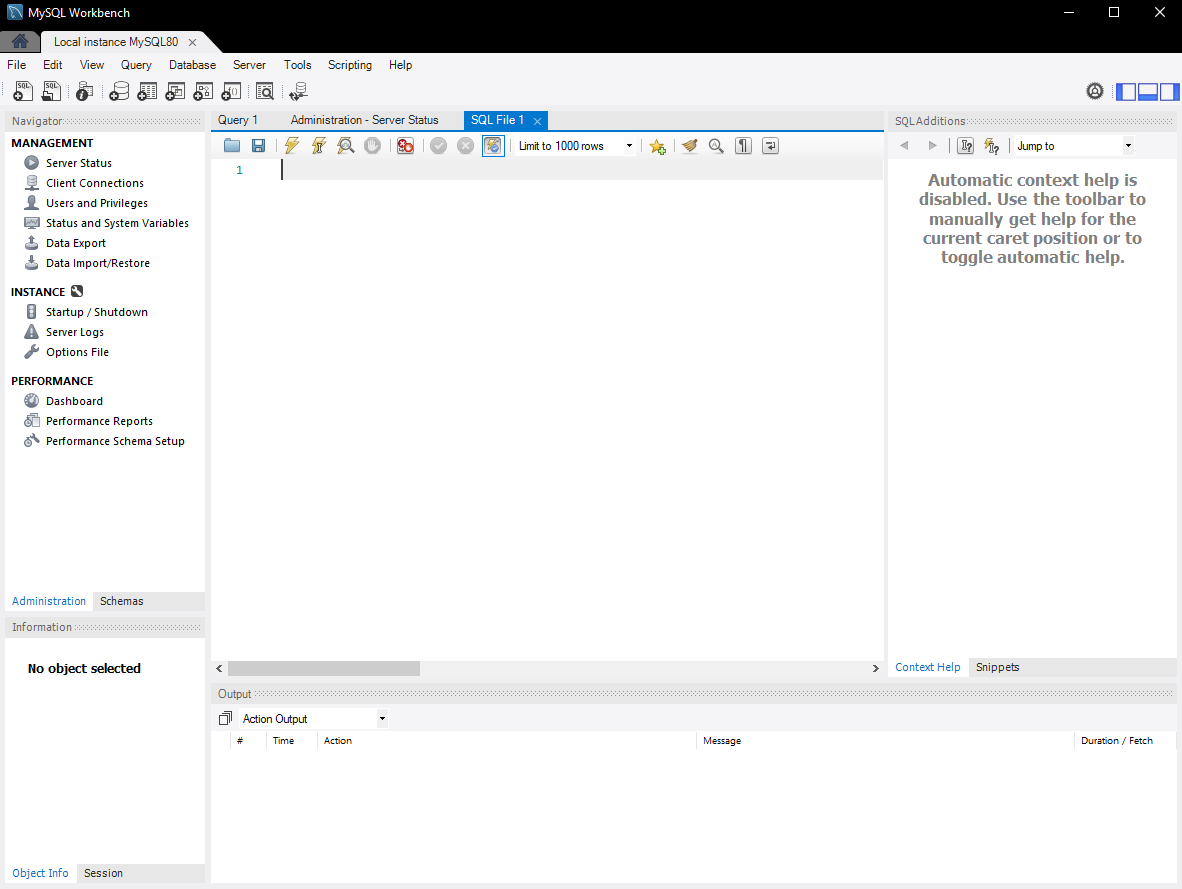 MySQL Workbench
Local instance MySQL80
File Edit View Query Database Server Tools Scripting Help
Navigator
MANAGEMENT
Server Status
Client Connections
Users and Privileges
Status and System Variables
Data Export
Data Import/Restore
INSTANCE
Startup / Shutdown
Server Logs
Options File
PERFORMANCE
Dashboard
Performance Reports
Performance Schema Setup
Administration Schemas
Information
No object selected
Object Info Session
Query 1 Administration - Server Status SQL File 1
Limit to 1000 rows
1
SQLAdditions
Jump to
Automatic context help is
disabled. Use the toolbar to
manually get help for the
current caret position or to
toggle automatic help.
Context Help Snippets
Output
Action Output
# Time Action Message Duration / Fetch